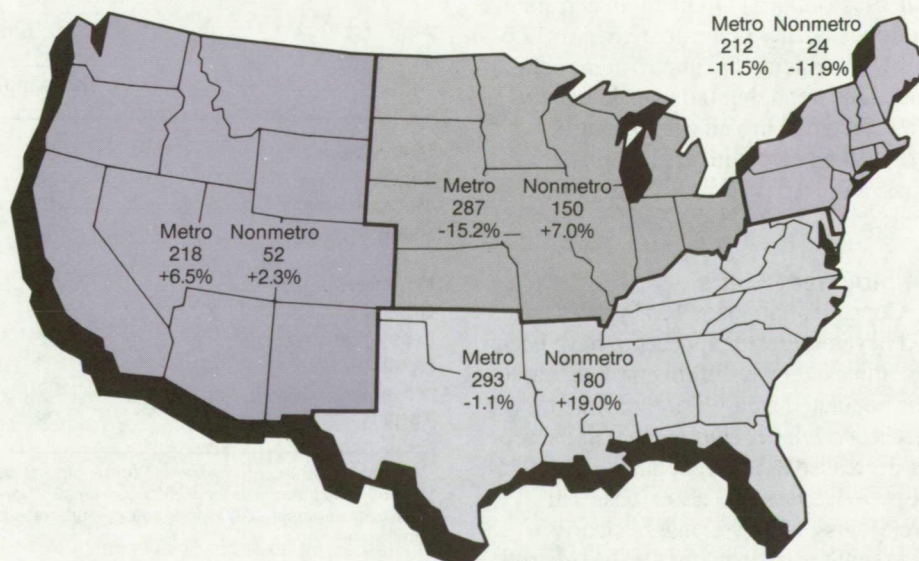 Metro Nonmetro
212 24
-11.5% -11.9%
Metro Nonmetro
287 150
-15.2% +7.0%
Metro Nonmetro
218 52
+6.5% +2.3%
Metro Nonmetro
293 180
-1.1% +19.0%